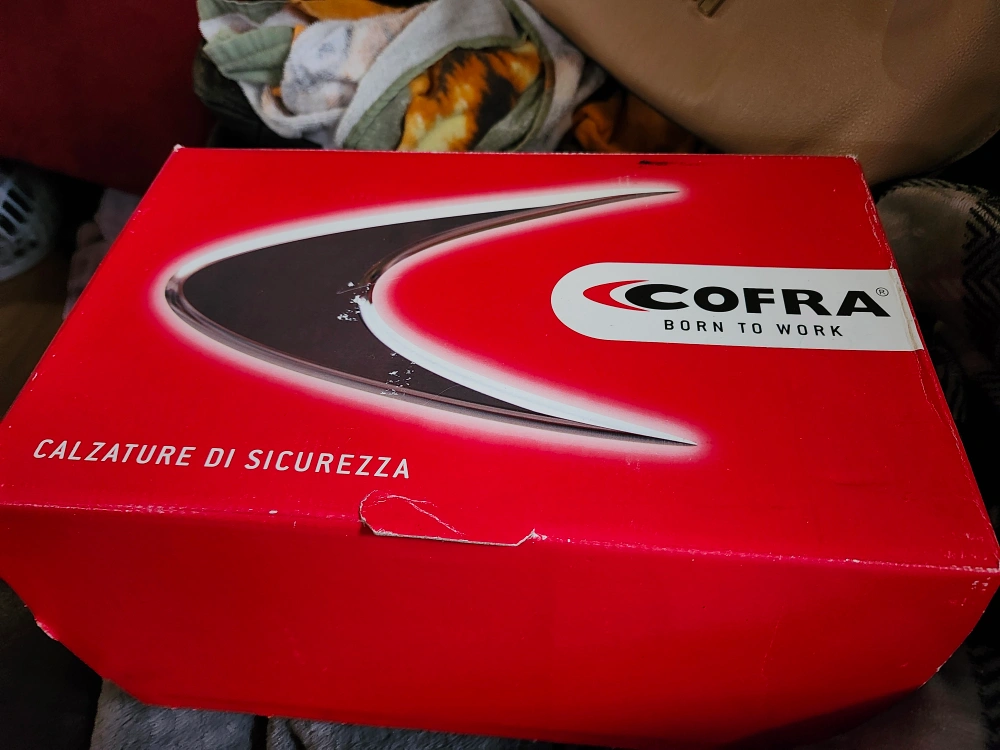 COFRA®
BORN TO WORK
CALZATURE DI SICUREZZA